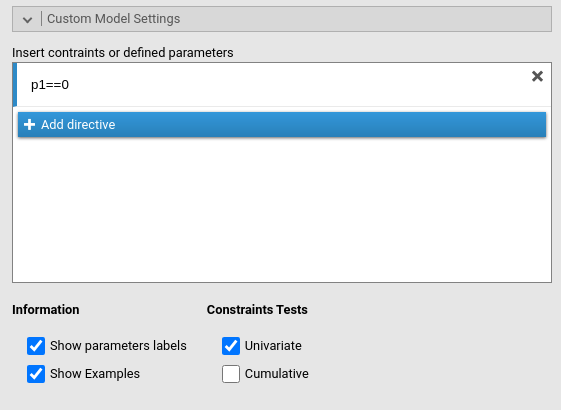 Custom Model Settings
Insert contraints or defined parameters
p1==0
Add directive
Information
Constraints Tests
Show parameters labels
Univariate
Show Examples
Cumulative